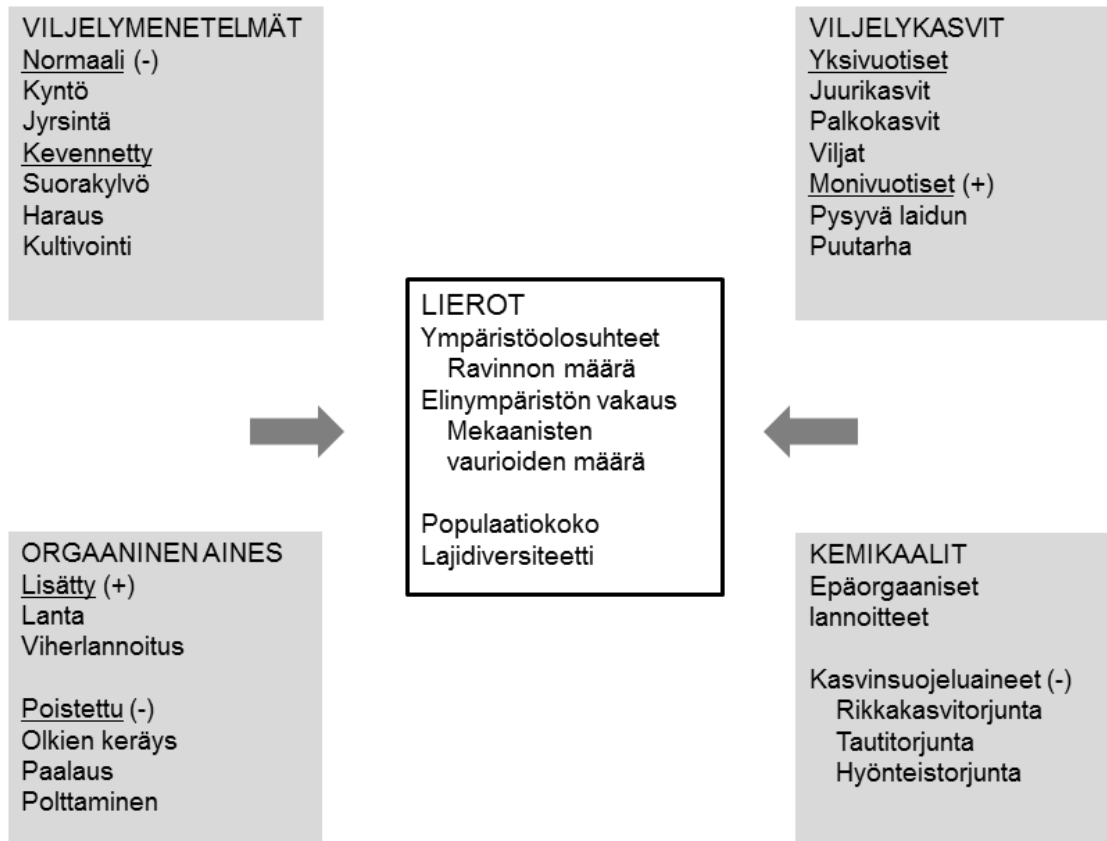 VILJELYMENETELMÄT
Normaali (-)
Kyntö
Jyrsintä
Kevennetty
Suorakylvö
Haraus
Kultivointi
VILJELYKASVIT
Yksivuotiset
Juurikasvit
Palkokasvit
Viljat
Monivuotiset (+)
Pysyvä laidun
Puutarha
LIEROT
Ympäristöolosuhteet
Ravinnon määrä
Elinympäristön vakaus
Mekaanisten
vaurioiden määrä
Populaatiokoko
Lajidiversiteetti
ORGAANINEN AINES
Lisätty (+)
Lanta
Viherlannoitus
Poistettu (-)
Olkien keräys
Paalaus
Polttaminen
KEMIKAALIT
Epäorgaaniset
lannoitteet
Kasvinsuojeluaineet (-)
Rikkakasvitorjunta
Tautitorjunta
Hyönteistorjunta